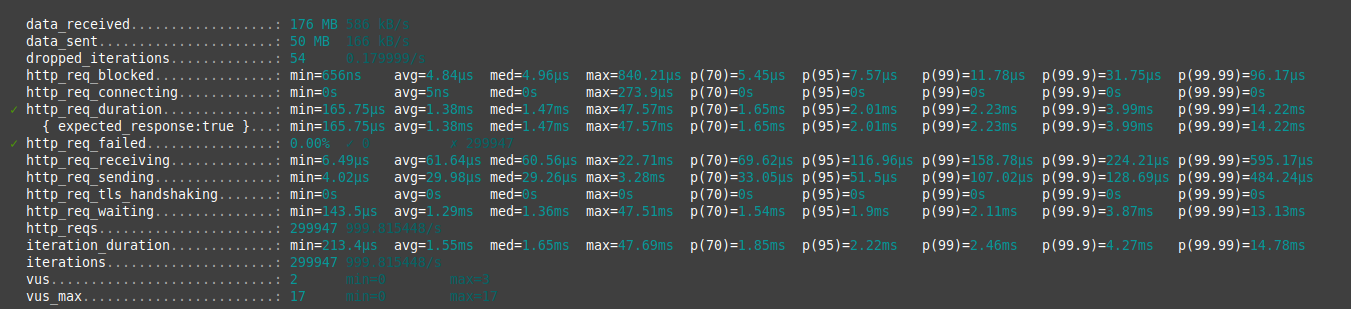 data_received..................: 176 MB 586 kB/s
data_sent......................: 50 MB 166 kB/s
dropped_iterations.............: 54 0.179999/s
http_req_blocked...............: min=656ns avg=4.84µs med=4.96µs max=840.21µs p(70)=5.45µs p(95)=7.57µs p(99)=11.78µs p(99.9)=31.75µs p(99.99)=96.17µs
http_req_connecting............: min=0s avg=5ns med=0s max=273.9µs p(70)=0s p(95)=0s p(99)=0s p(99.9)=0s p(99.99)=0s
✓ http_req_duration..............: min=165.75µs avg=1.38ms med=1.47ms max=47.57ms p(70)=1.65ms p(95)=2.01ms p(99)=2.23ms p(99.9)=3.99ms p(99.99)=14.22ms
{ expected_response:true }...: min=165.75µs avg=1.38ms med=1.47ms max=47.57ms p(70)=1.65ms p(95)=2.01ms p(99)=2.23ms p(99.9)=3.99ms p(99.99)=14.22ms
✓ http_req_failed................: 0.00% ✓ 0 ✗ 299947
http_req_receiving.............: min=6.49µs avg=61.64µs med=60.56µs max=22.71ms p(70)=69.62µs p(95)=116.96µs p(99)=158.78µs p(99.9)=224.21µs p(99.99)=595.17µs
http_req_sending...............: min=4.02µs avg=29.98µs med=29.26µs max=3.28ms p(70)=33.05µs p(95)=51.5µs p(99)=107.02µs p(99.9)=128.69µs p(99.99)=484.24µs
http_req_tls_handshaking.......: min=0s avg=0s med=0s max=0s p(70)=0s p(95)=0s p(99)=0s p(99.9)=0s p(99.99)=0s
http_req_waiting...............: min=143.5µs avg=1.29ms med=1.36ms max=47.51ms p(70)=1.54ms p(95)=1.9ms p(99)=2.11ms p(99.9)=3.87ms p(99.99)=13.13ms
http_reqs......................: 299947 999.815448/s
iteration_duration.............: min=213.4µs avg=1.55ms med=1.65ms max=47.69ms p(70)=1.85ms p(95)=2.22ms p(99)=2.46ms p(99.9)=4.27ms p(99.99)=14.78ms
iterations.....................: 299947 999.815448/s
vus............................: 2 min=0 max=3
vus_max........................: 17 min=0 max=17